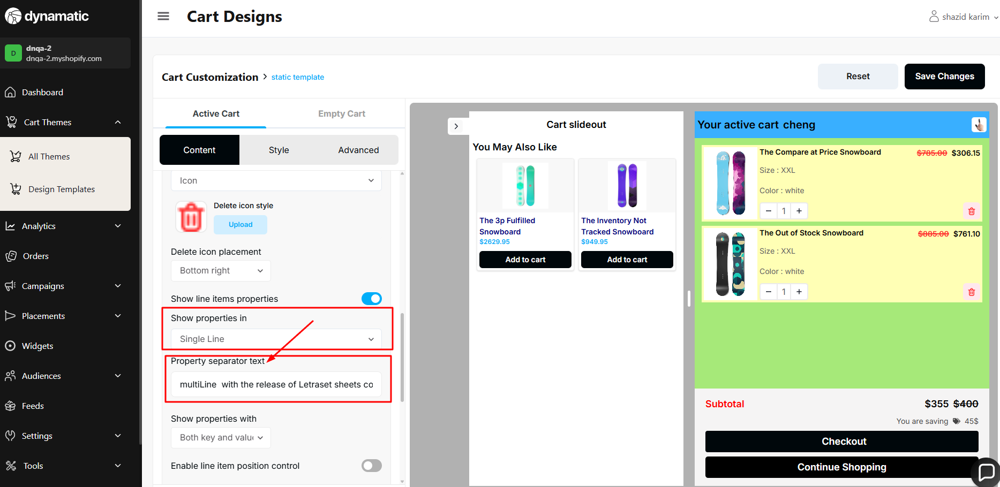 dynamatic
D
dnqa-2
dnqa-2.myshopify.com
Dashboard
Cart Themes
All Themes
Design Templates
Analytics
Orders
Campaigns
Placements
Widgets
Audiences
Feeds
Settings
Tools
Cart Designs
shazid karim
Cart Customization > static template
Reset
Save Changes
Active Cart
Empty Cart
Content
Style
Advanced
Icon
Delete icon style
Upload
Delete icon placement
Bottom right
Show line items properties
Show properties in
Single Line
Property separator text
multiLine  with the release of Letraset sheets co
Show properties with
Both key and value
Enable line item position control
Cart slideout
You May Also Like
The 3p Fulfilled
Snowboard
$2629.95
Add to cart
The Inventory Not
Tracked Snowboard
$949.95
Add to cart
Your active cart cheng
The Compare at Price Snowboard
$785.00 $306.15
Size : XXL
Color : white
− 1 +
The Out of Stock Snowboard
$885.00 $761.10
Size : XXL
Color : white
− 1 +
Subtotal
$355 $400
You are saving 45$
Checkout
Continue Shopping